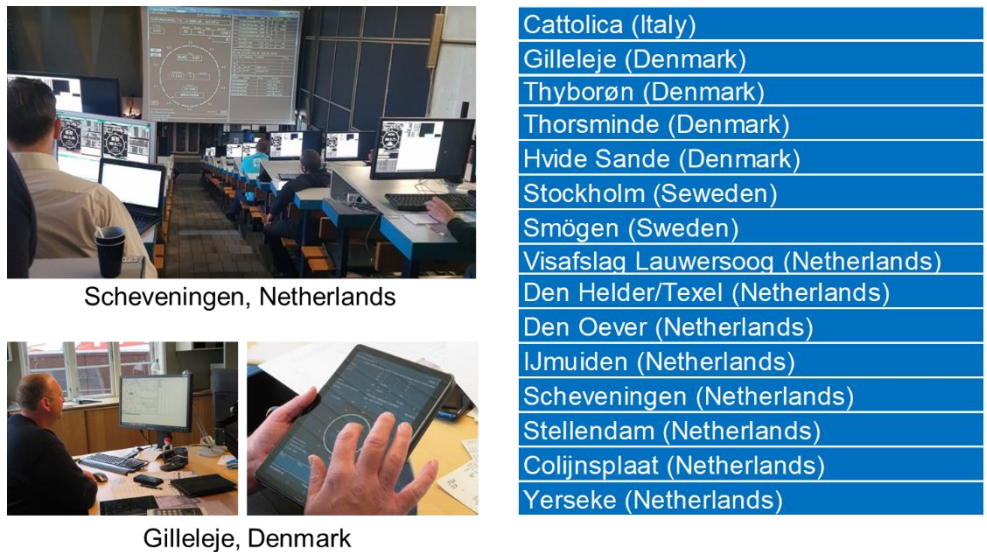 Scheveningen, Netherlands
Gilleleje, Denmark
Cattolica (Italy)
Gilleleje (Denmark)
Thyborøn (Denmark)
Thorsminde (Denmark)
Hvide Sande (Denmark)
Stockholm (Seweden)
Smögen (Sweden)
Visafslag Lauwersoog (Netherlands)
Den Helder/Texel (Netherlands)
Den Oever (Netherlands)
IJmuiden (Netherlands)
Scheveningen (Netherlands)
Stellendam (Netherlands)
Colijnsplaat (Netherlands)
Yerseke (Netherlands)